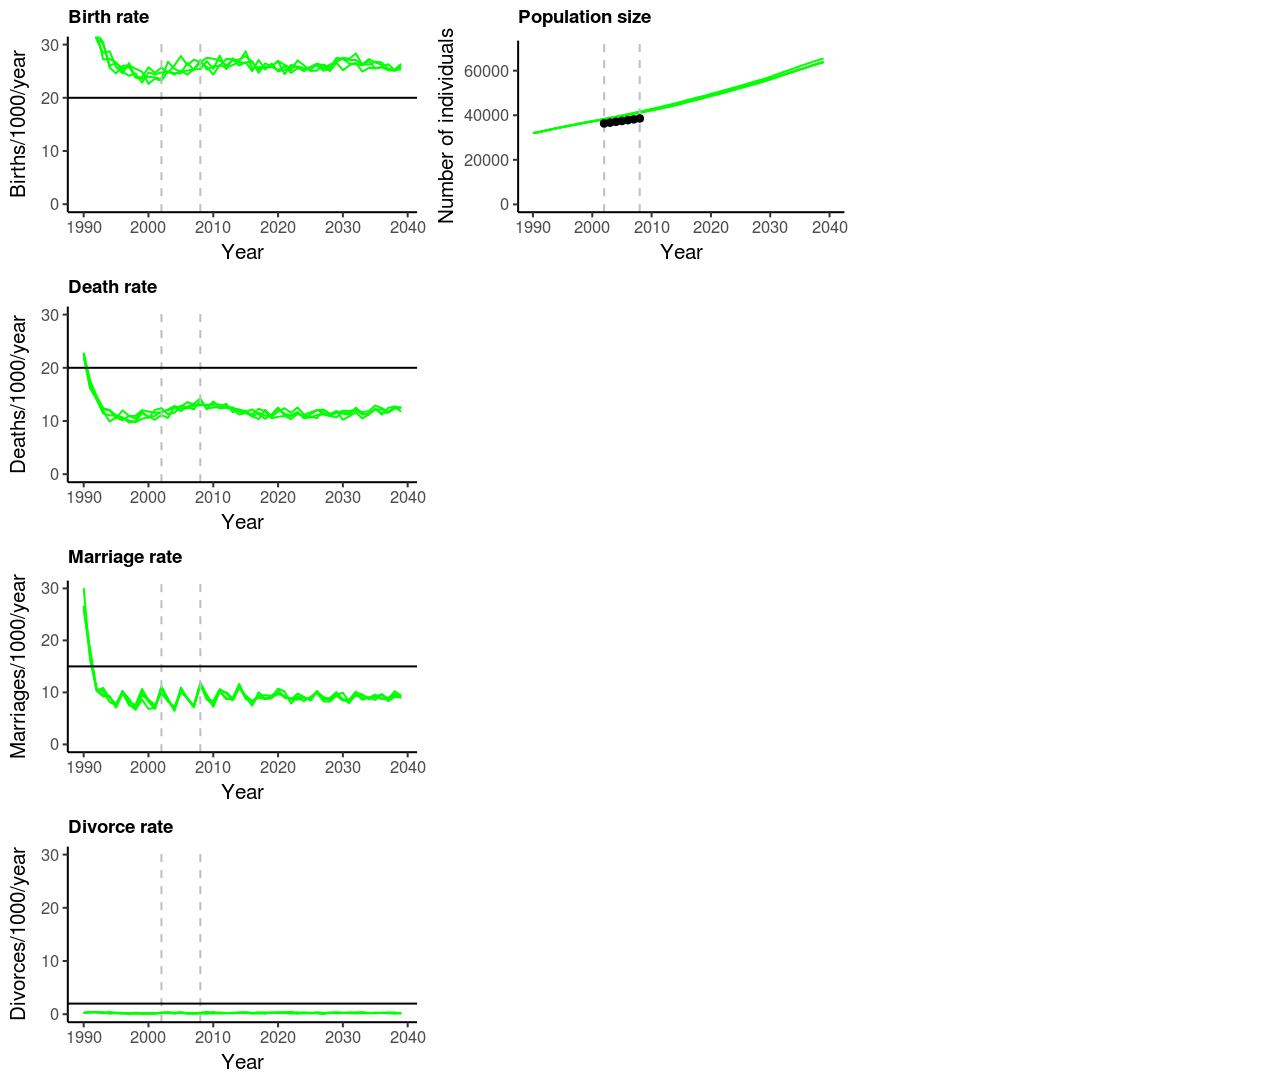 Birth rate
Births/1000/year
30
20
10
0
1990 2000 2010 2020 2030 2040
Year
Population size
Number of individuals
60000
40000
20000
0
1990 2000 2010 2020 2030 2040
Year
Death rate
Deaths/1000/year
30
20
10
0
1990 2000 2010 2020 2030 2040
Year
Marriage rate
Marriages/1000/year
30
20
10
0
1990 2000 2010 2020 2030 2040
Year
Divorce rate
Divorces/1000/year
30
20
10
0
1990 2000 2010 2020 2030 2040
Year